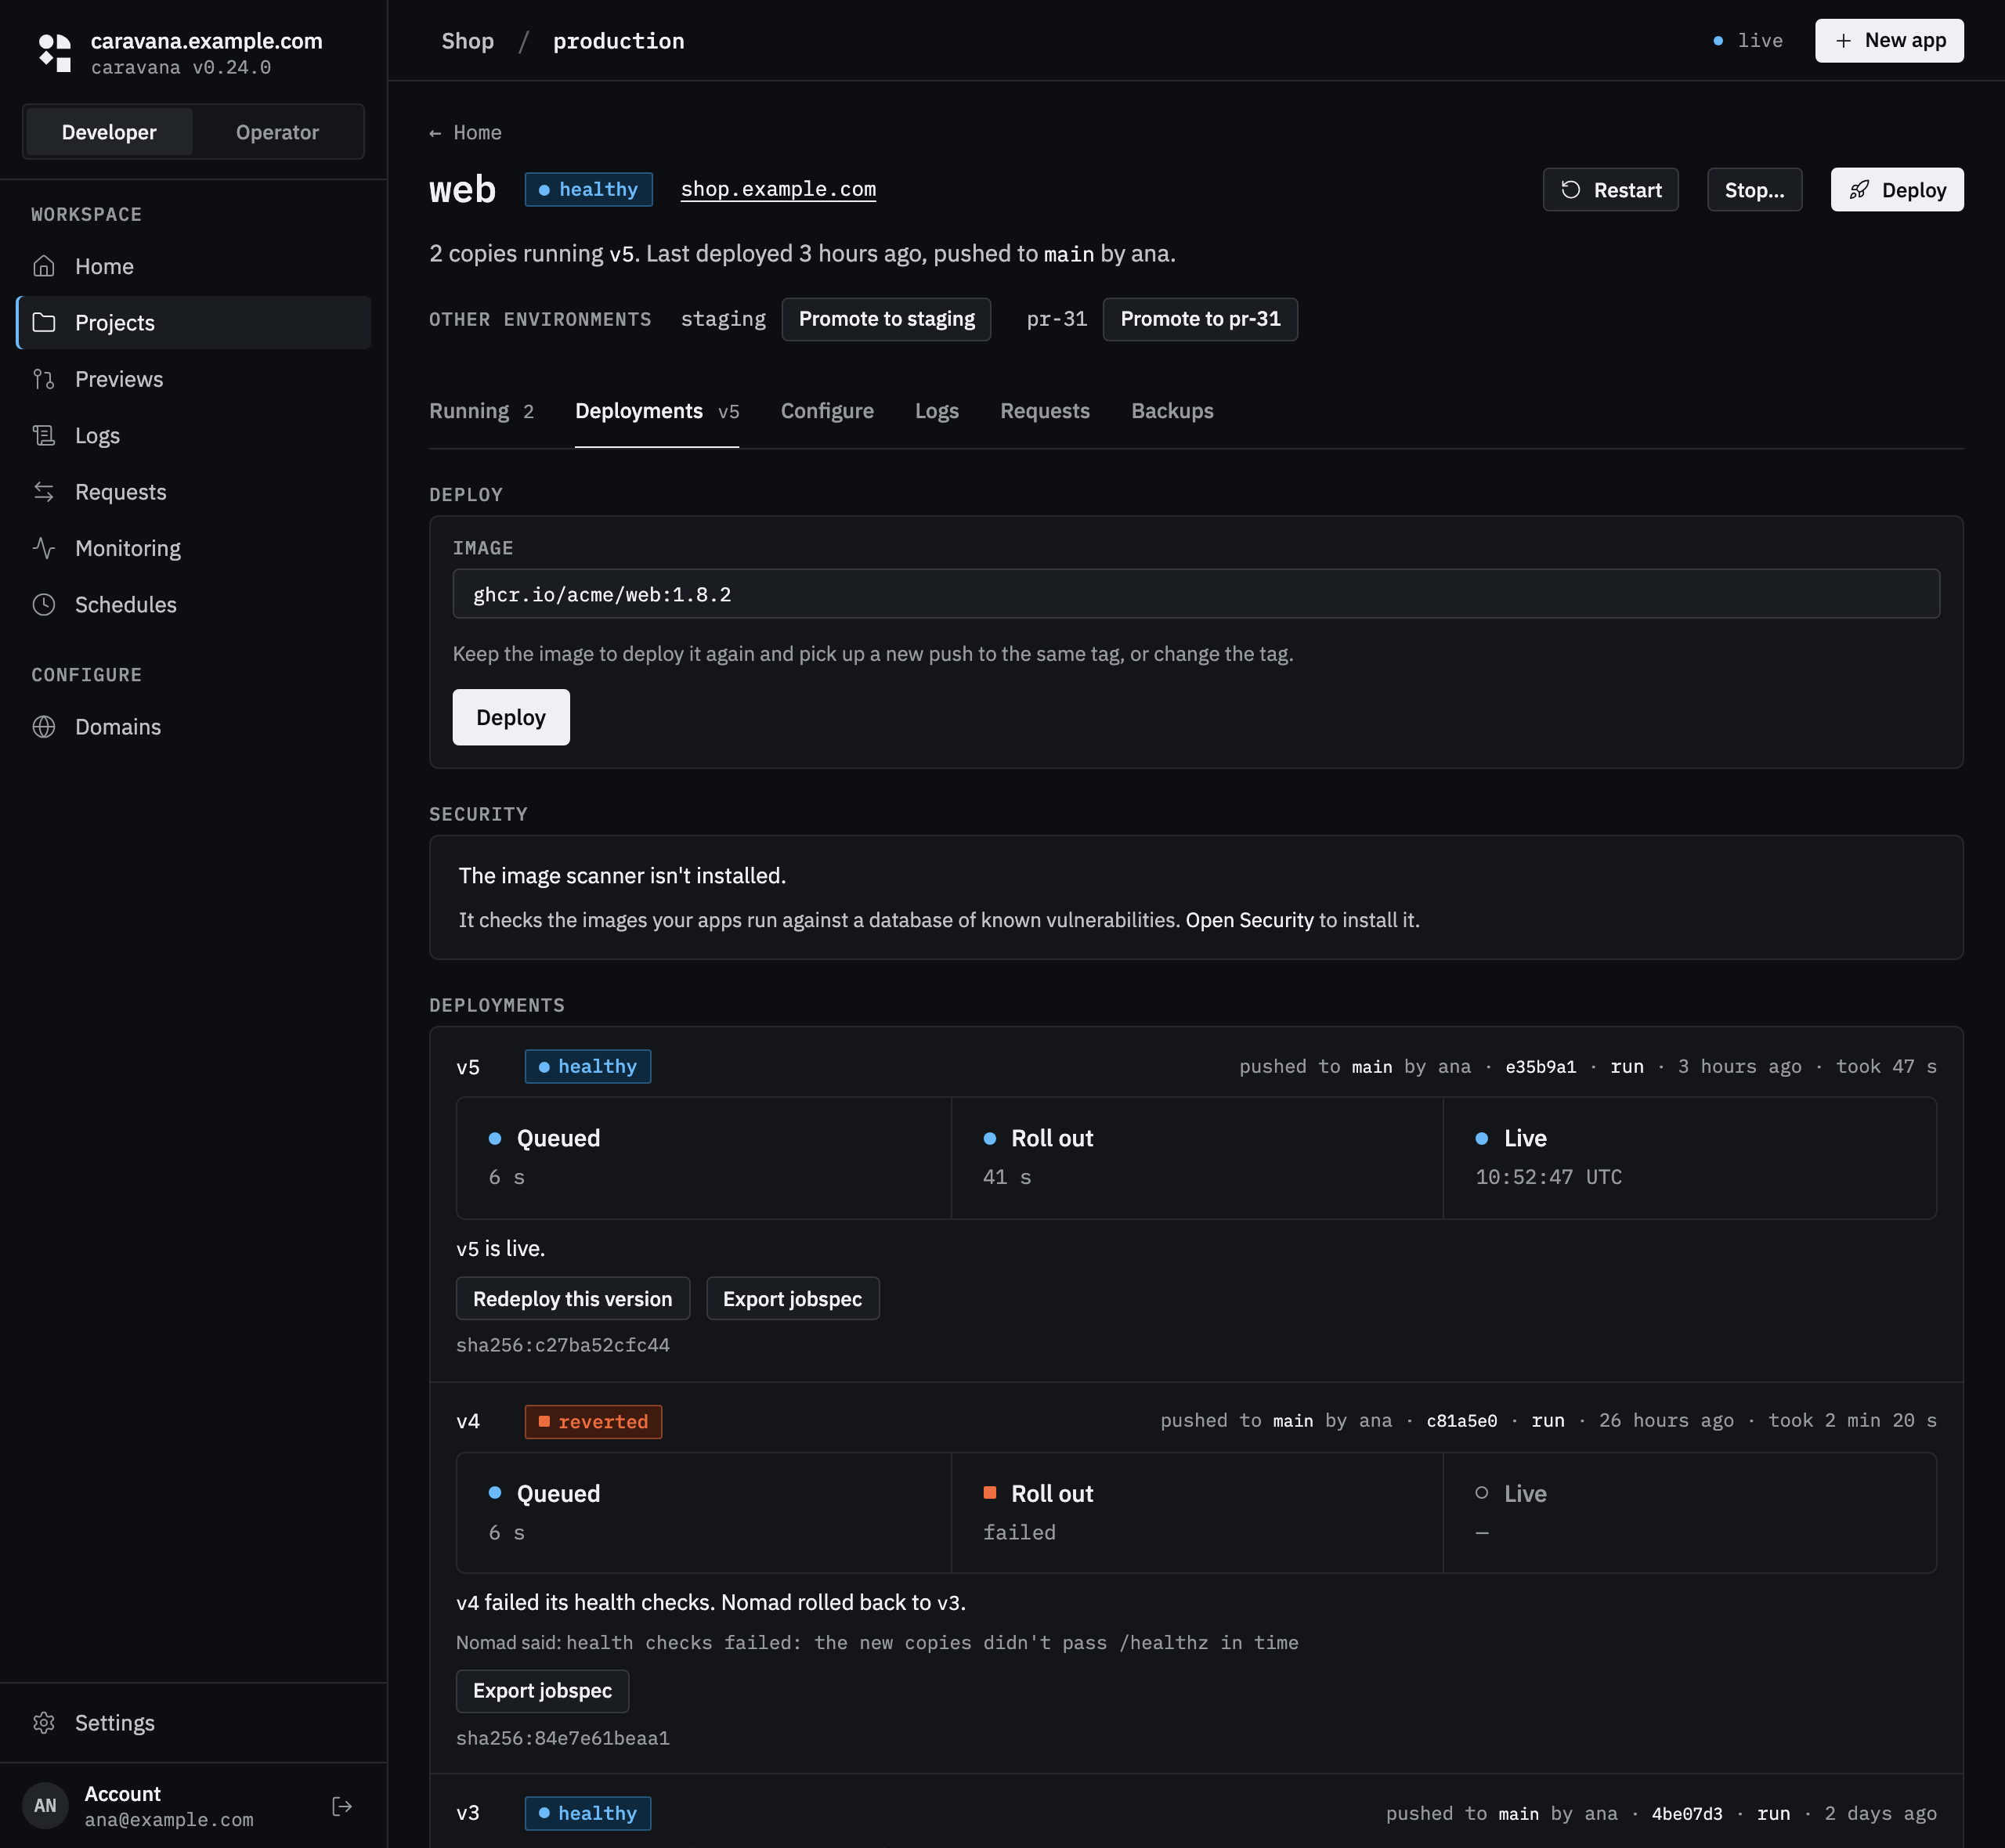 caravana.example.com
caravana v0.24.0
Developer Operator
WORKSPACE
Home
Projects
Previews
Logs
Requests
Monitoring
Schedules
CONFIGURE
Domains
Settings
AN
Account
ana@example.com
Shop / production
live
+ New app
← Home
web healthy shop.example.com
Restart Stop... Deploy
2 copies running v5. Last deployed 3 hours ago, pushed to main by ana.
OTHER ENVIRONMENTS staging Promote to staging pr-31 Promote to pr-31
Running 2 Deployments v5 Configure Logs Requests Backups
DEPLOY
IMAGE
ghcr.io/acme/web:1.8.2
Keep the image to deploy it again and pick up a new push to the same tag, or change the tag.
Deploy
SECURITY
The image scanner isn't installed.
It checks the images your apps run against a database of known vulnerabilities. Open Security to install it.
DEPLOYMENTS
v5 healthy pushed to main by ana · e35b9a1 · run · 3 hours ago · took 47 s
Queued Roll out Live
6 s 41 s 10:52:47 UTC
v5 is live.
Redeploy this version Export jobspec
sha256:c27ba52cfc44
v4 reverted pushed to main by ana · c81a5e0 · run · 26 hours ago · took 2 min 20 s
Queued Roll out Live
6 s failed —
v4 failed its health checks. Nomad rolled back to v3.
Nomad said: health checks failed: the new copies didn't pass /healthz in time
Export jobspec
sha256:84e7e61beaa1
v3 healthy pushed to main by ana · 4be07d3 · run · 2 days ago